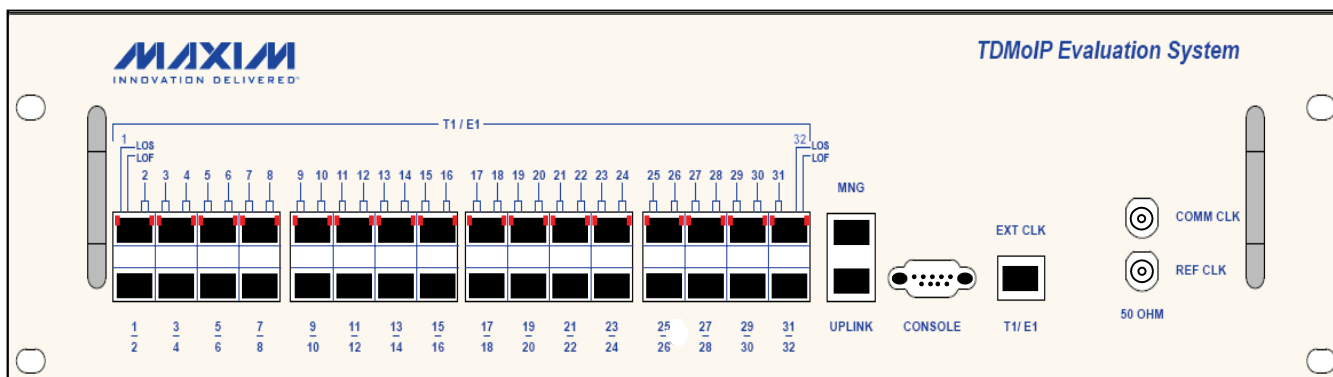 MAXIM
INNOVATION DELIVERED™
TDMoIP Evaluation System
T1 / E1
1 LOS
LOF
32 LOS
LOF
2 3 4 5 6 7 8 9 10 11 12 13 14 15 16 17 18 19 20 21 22 23 24 25 26 27 28 29 30 31
MNG
EXT CLK
COMM CLK
REF CLK
50 OHM
UPLINK
CONSOLE
T1/ E1
1 3 5 7 9 11 13 15 17 19 21 23 25 27 29 31
2 4 6 8 10 12 14 16 18 20 22 24 26 28 30 32